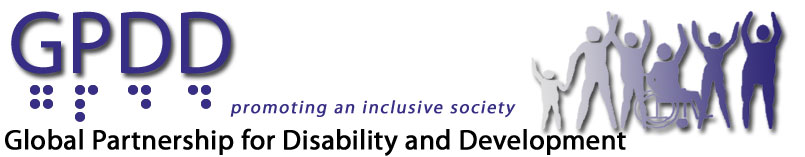 GPDD
⠛⠏⠙⠙
promoting an inclusive society
Global Partnership for Disability and Development